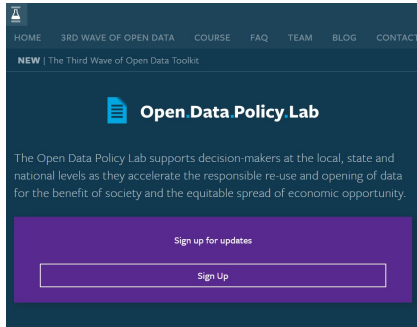 HOME 3RD WAVE OF OPEN DATA COURSE FAQ TEAM BLOG CONTACT
NEW | The Third Wave of Open Data Toolkit
Open.Data.Policy.Lab
The Open Data Policy Lab supports decision-makers at the local, state and
national levels as they accelerate the responsible re-use and opening of data
for the benefit of society and the equitable spread of economic opportunity.
Sign up for updates
Sign Up